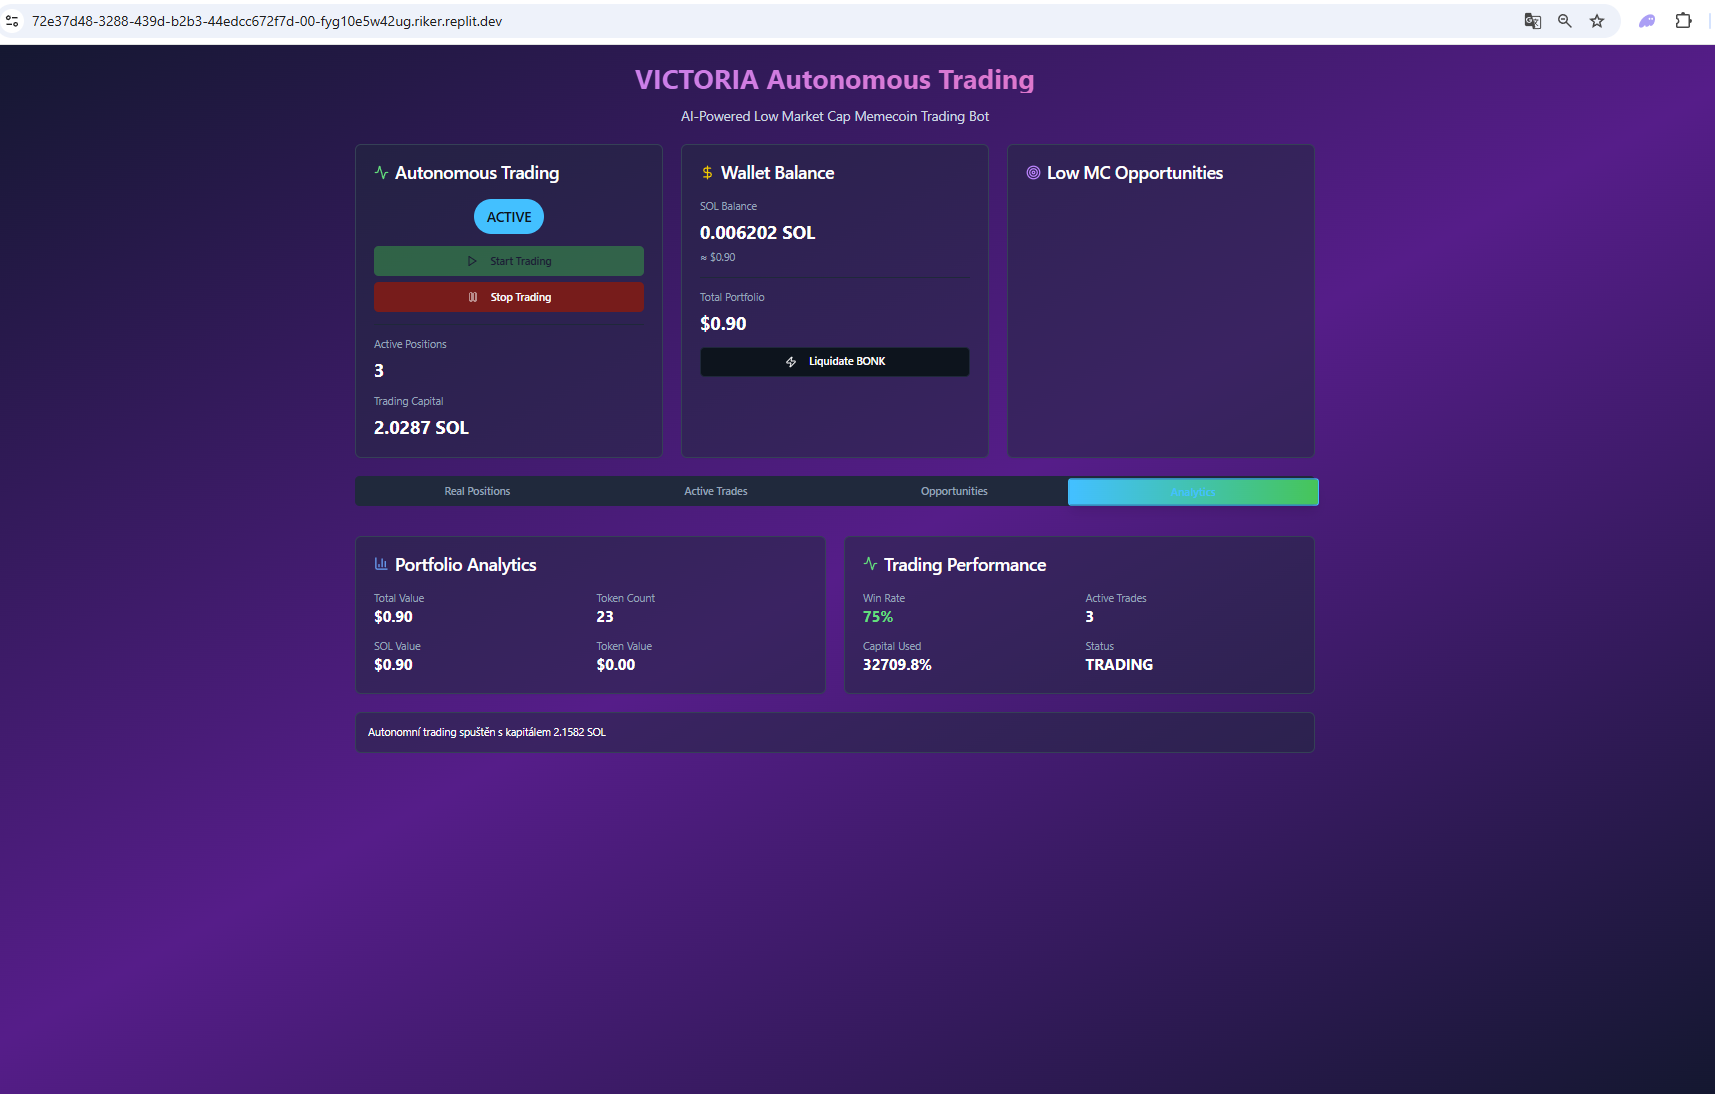 72e37d48-3288-439d-b2b3-44edcc672f7d-00-fyg10e5w42ug.riker.replit.dev
VICTORIA Autonomous Trading
AI-Powered Low Market Cap Memecoin Trading Bot
Autonomous Trading
ACTIVE
Start Trading
Stop Trading
Active Positions
3
Trading Capital
2.0287 SOL
Wallet Balance
SOL Balance
0.006202 SOL
≈ $0.90
Total Portfolio
$0.90
Liquidate BONK
Low MC Opportunities
Real Positions
Active Trades
Opportunities
Analytics
Portfolio Analytics
Total Value
$0.90
Token Count
23
SOL Value
$0.90
Token Value
$0.00
Trading Performance
Win Rate
75%
Active Trades
3
Capital Used
32709.8%
Status
TRADING
Autonomní trading spuštěn s kapitálem 2.1582 SOL